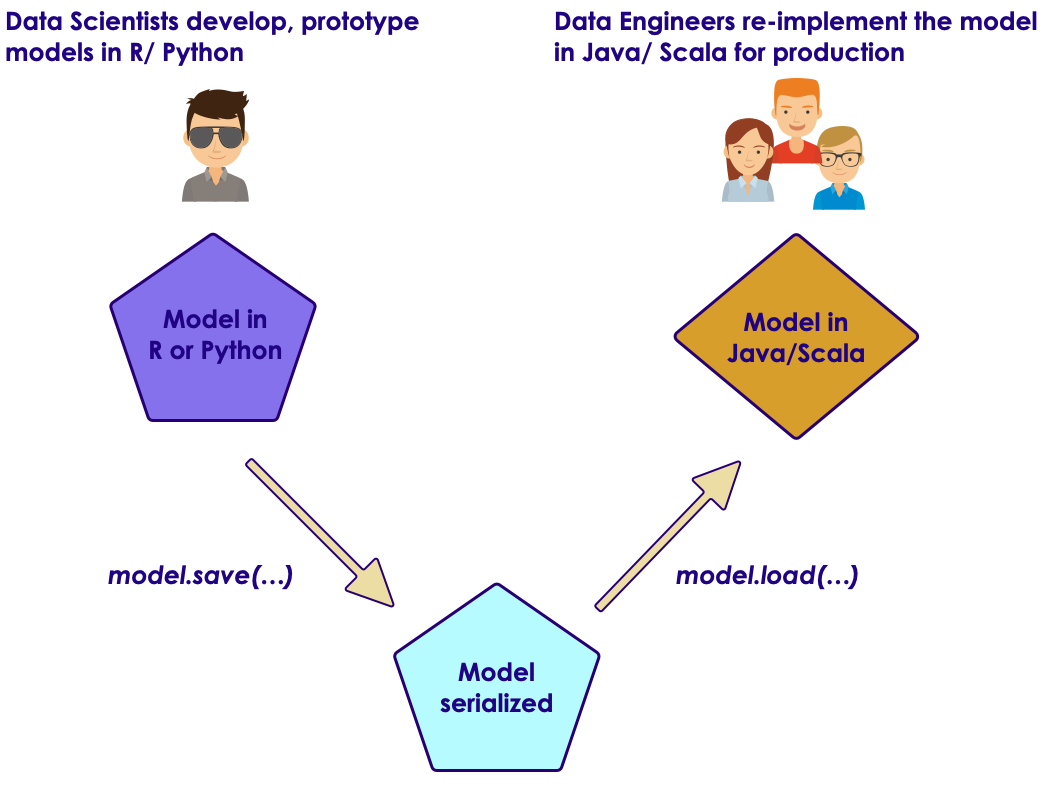 Data Scientists develop, prototype
models in R/ Python
Data Engineers re-implement the model
in Java/ Scala for production
Model in
R or Python
Model in
Java/Scala
model.save(...)
model.load(...)
Model
serialized